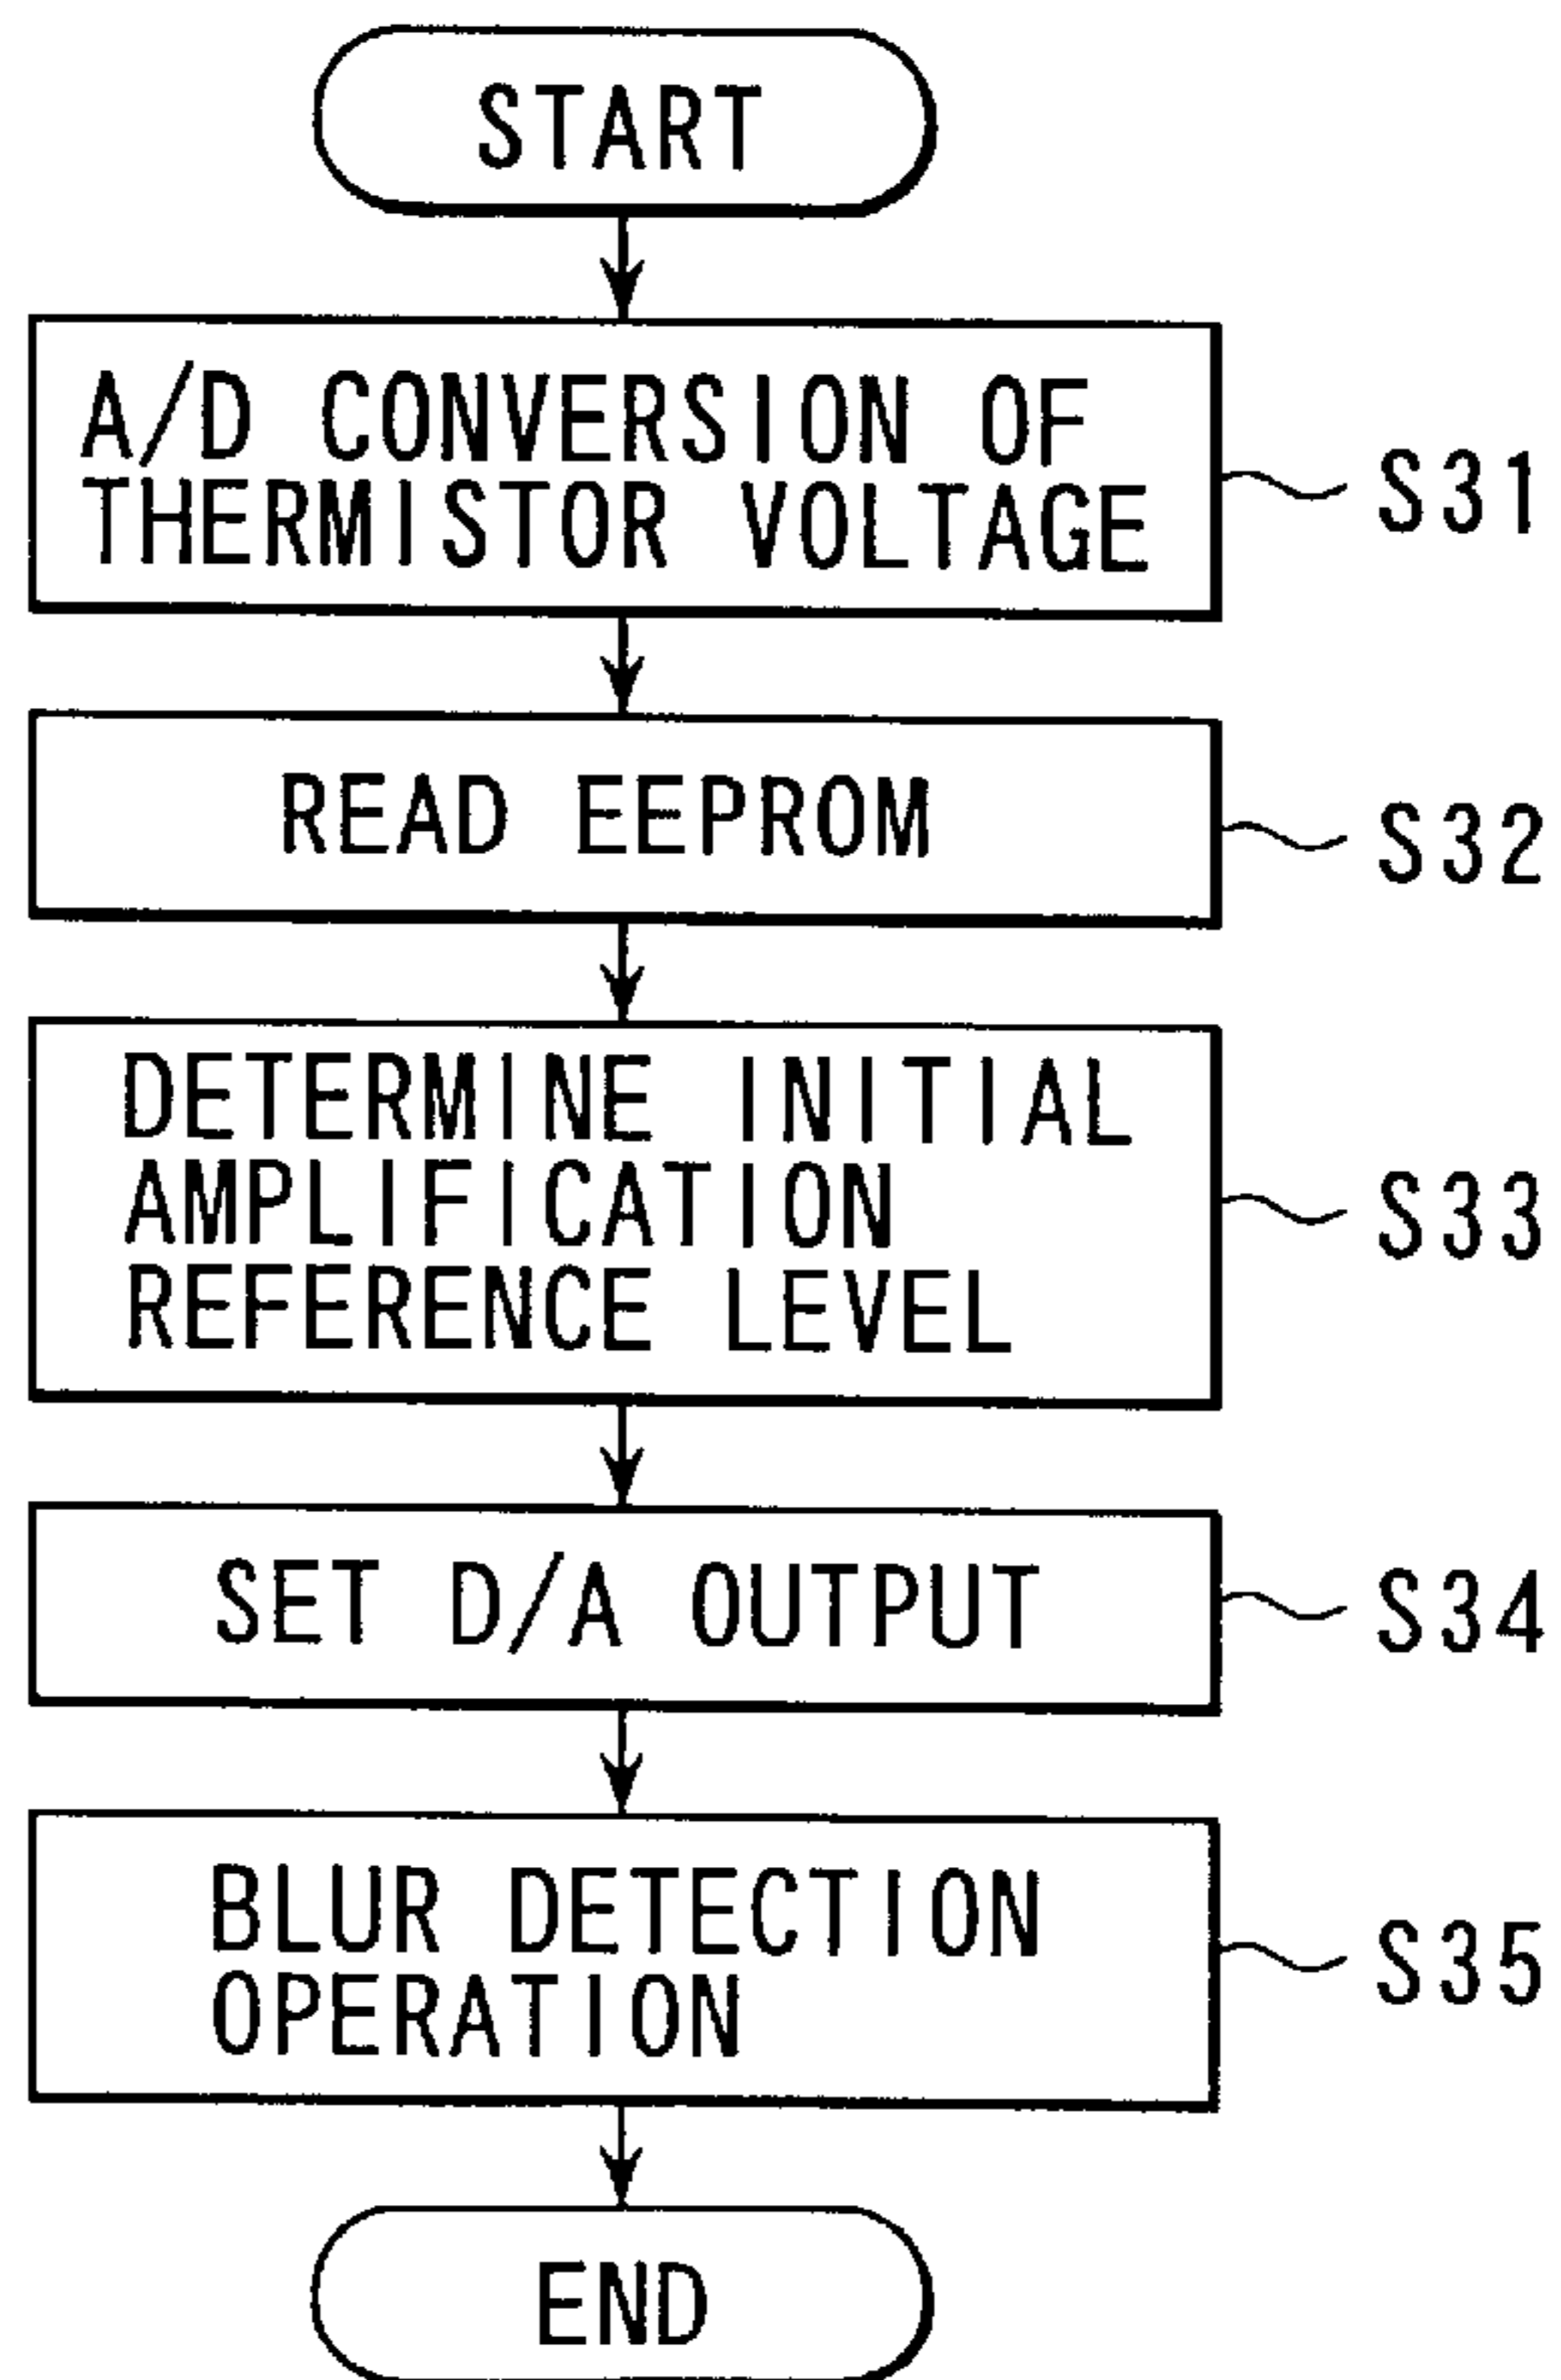 START
A/D CONVERSION OF
THERMISTOR VOLTAGE
S31
READ EEPROM
S32
DETERMINE INITIAL
AMPLIFICATION
REFERENCE LEVEL
S33
SET D/A OUTPUT
S34
BLUR DETECTION
OPERATION
S35
END